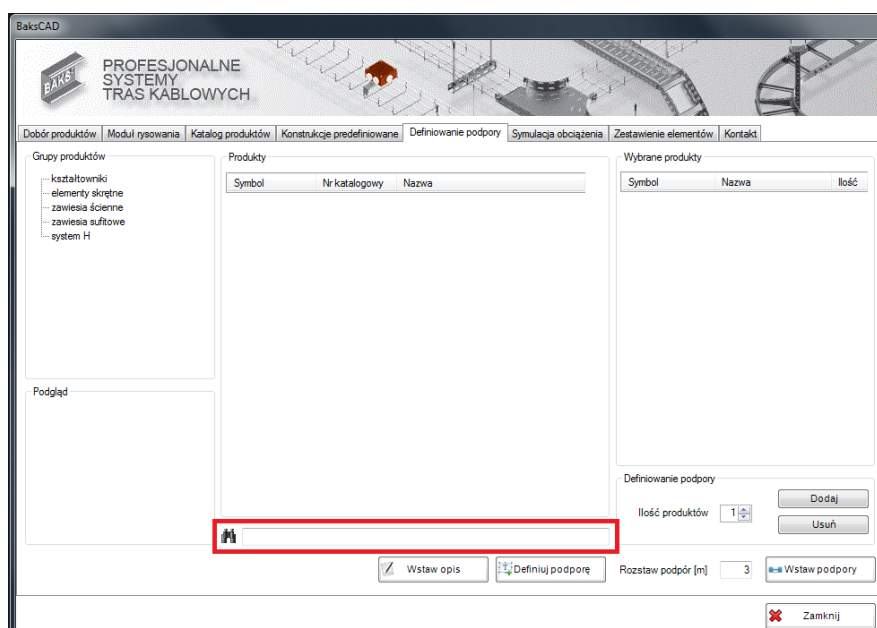 BaksCAD
BAKS
PROFESJONALNE
SYSTEMY
TRAS KABLOWYCH
Dobór produktów Moduł rysowania Katalog produktów Konstrukcje predefiniowane Definiowanie podpory Symulacja obciążenia Zestawienie elementów Kontakt
Grupy produktów Produkty Wybrane produkty
kształtowniki
elementy skrętne
zawiesia ścienne
zawiesia sufitowe
system H
Symbol Nr katalogowy Nazwa
Symbol Nazwa Ilość
Podgląd
Definiowanie podpory
Ilość produktów 1
Dodaj
Usuń
Wstaw opis Definiuj podporę Rozstaw podpór [m] 3 Wstaw podpory
Zamknij